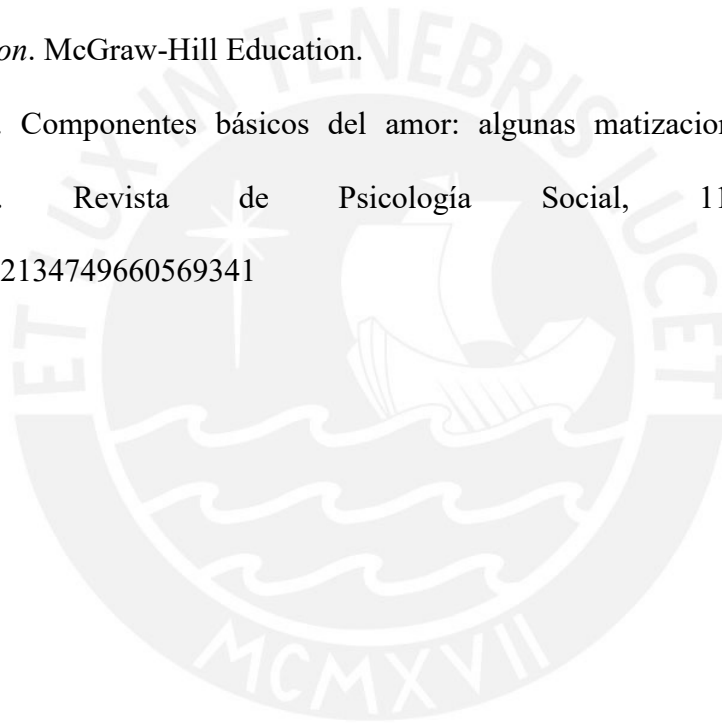 on. McGraw-Hill Education.
. Componentes básicos del amor: algunas matizacion
. Revista de Psicología Social, 11
2134749660569341
ET LUX IN TENEBRIS LUCET
MCMXVII